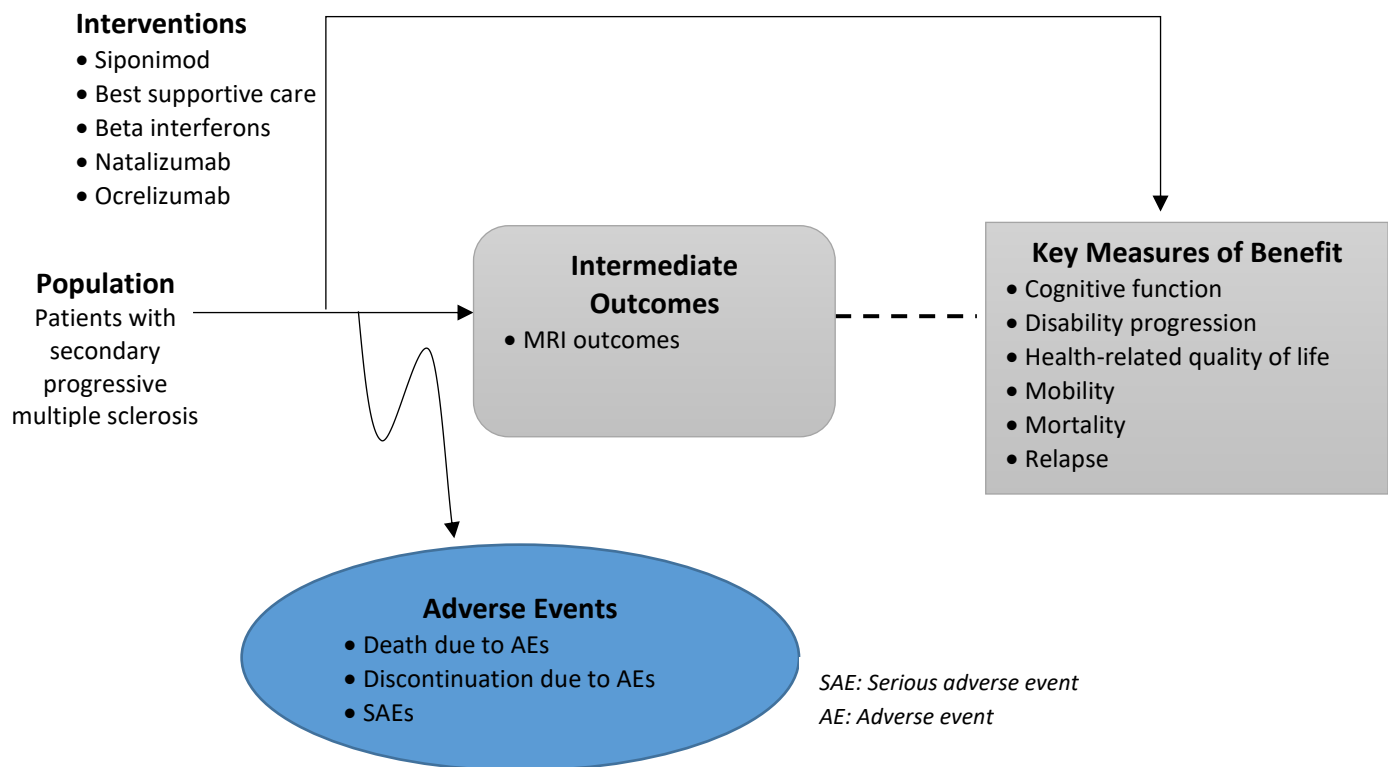 Interventions
• Siponimod
• Best supportive care
• Beta interferons
• Natalizumab
• Ocrelizumab
Population
Patients with
secondary
progressive
multiple sclerosis
Intermediate
Outcomes
• MRI outcomes
Key Measures of Benefit
• Cognitive function
• Disability progression
• Health-related quality of life
• Mobility
• Mortality
• Relapse
Adverse Events
• Death due to AEs
• Discontinuation due to AEs
• SAEs
SAE: Serious adverse event
AE: Adverse event